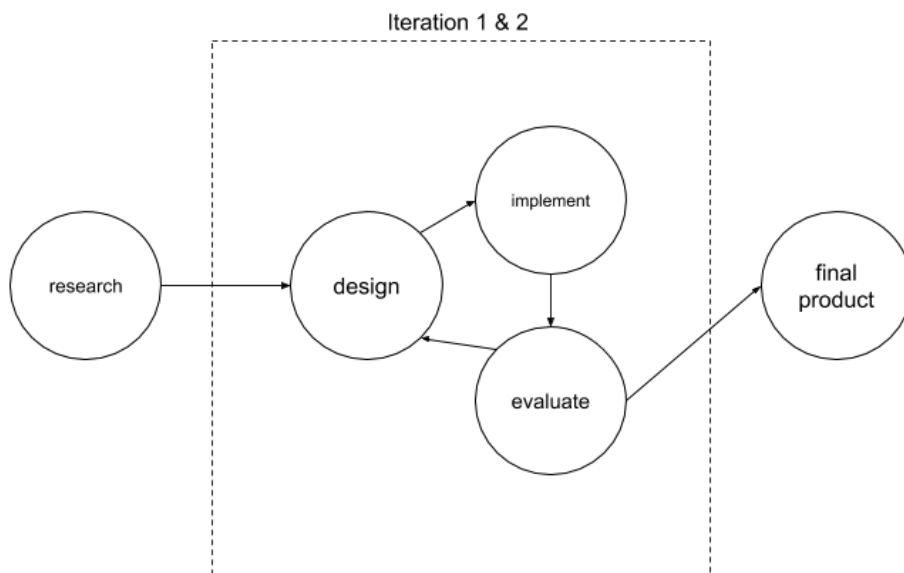 Iteration 1 & 2
implement
research
design
final
product
evaluate